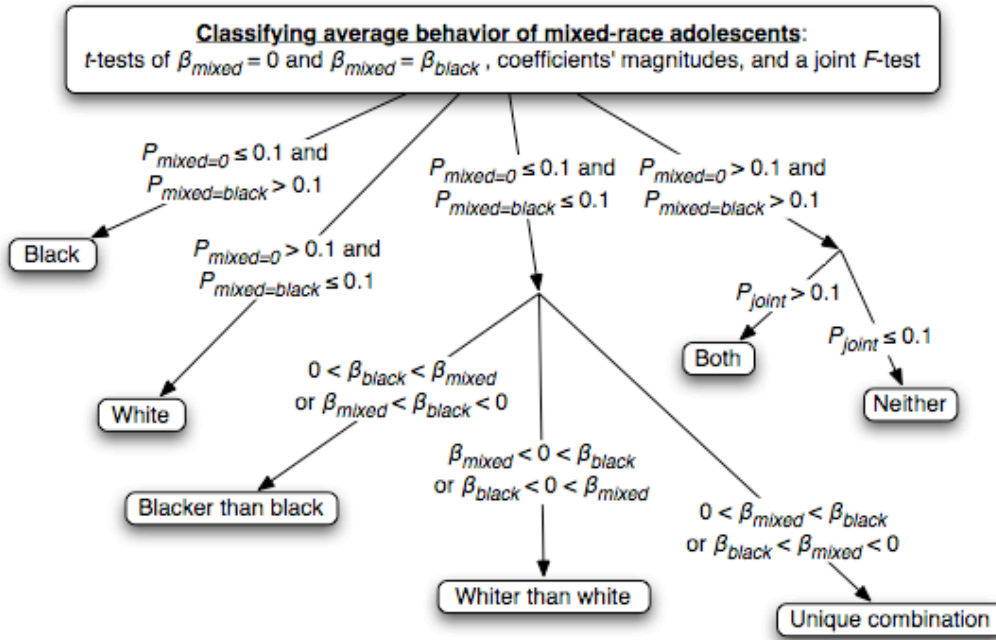 Classifying average behavior of mixed-race adolescents:
t-tests of βmixed = 0 and βmixed = βblack , coefficients' magnitudes, and a joint F-test
Pmixed=0 ≤ 0.1 and
Pmixed=black > 0.1
Black
Pmixed=0 > 0.1 and
Pmixed=black ≤ 0.1
White
Pmixed=0 ≤ 0.1 and
Pmixed=black ≤ 0.1
0 < βblack < βmixed
or βmixed < βblack < 0
Blacker than black
βmixed < 0 < βblack
or βblack < 0 < βmixed
Whiter than white
0 < βmixed < βblack
or βblack < βmixed < 0
Unique combination
Pmixed=0 > 0.1 and
Pmixed=black > 0.1
Pjoint > 0.1
Both
Pjoint ≤ 0.1
Neither